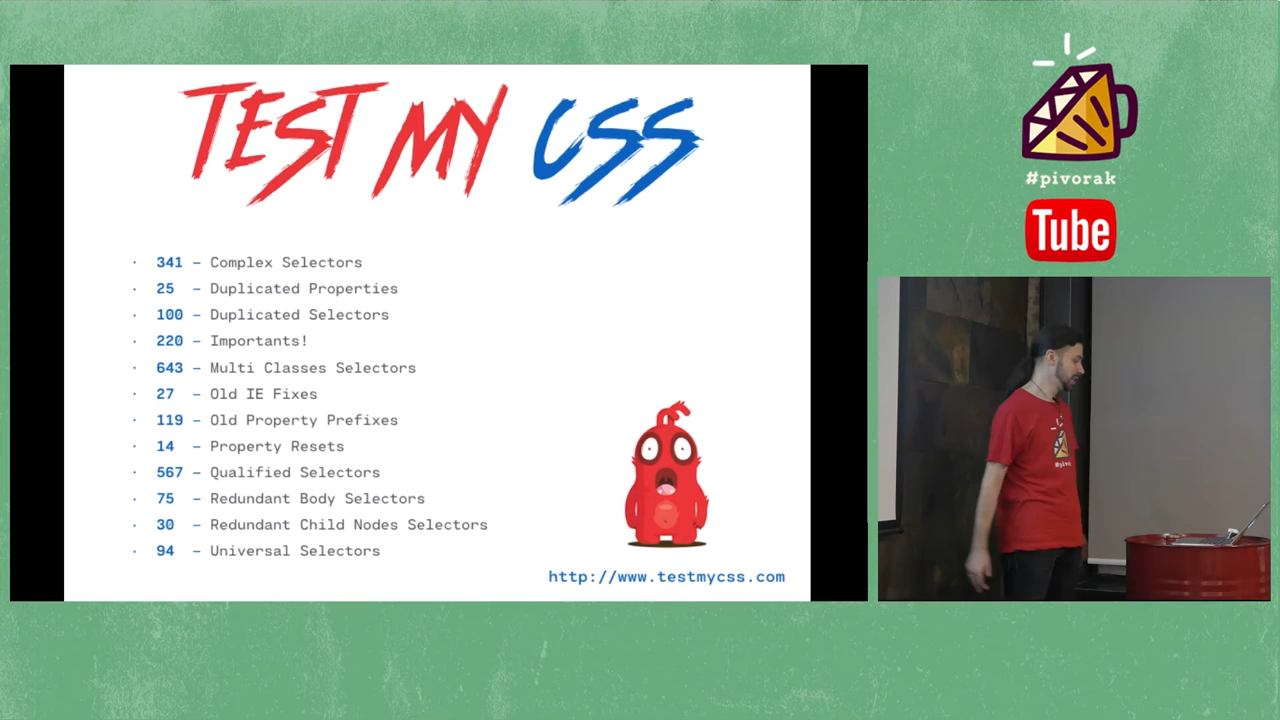 TEST MY CSS
· 341 – Complex Selectors
· 25 – Duplicated Properties
· 100 – Duplicated Selectors
· 220 – Importants!
· 643 – Multi Classes Selectors
· 27 – Old IE Fixes
· 119 – Old Property Prefixes
· 14 – Property Resets
· 567 – Qualified Selectors
· 75 – Redundant Body Selectors
· 30 – Redundant Child Nodes Selectors
· 94 – Universal Selectors
http://www.testmycss.com
#pivorak
Tube